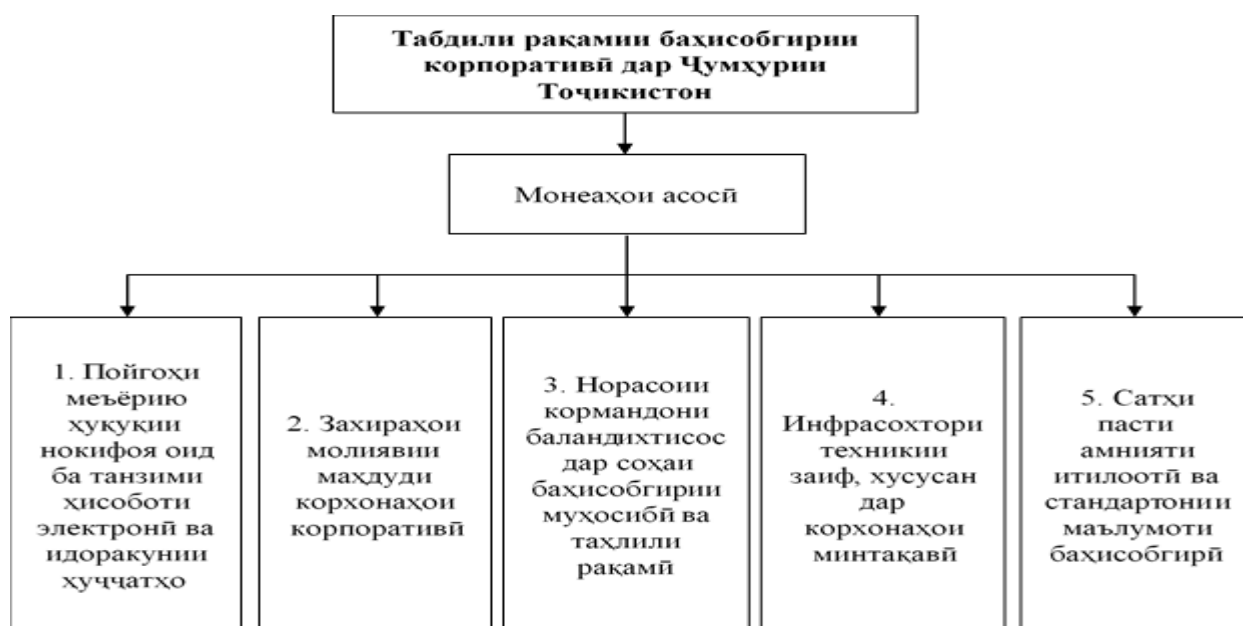 Табдили рақамии баҳисобгирии
корпоративӣ дар Ҷумҳурии
Тоҷикистон
Монеаҳои асосӣ
1. Пойгоҳи
меъёрию
ҳуқуқии
нокифоя оид
ба танзими
ҳисоботи
электронӣ ва
идоракунии
ҳуҷҷатҳо
2. Захираҳои
молиявии
маҳдуди
корхонаҳои
корпоративӣ
3. Норасоии
кормандони
баландихтисос
дар соҳаи
баҳисобгирии
муҳосибӣ ва
таҳлили
рақамӣ
4.
Инфрасохтори
техникии
заиф, хусусан
дар
корхонаҳои
минтақавӣ
5. Сатҳи
пасти
амнияти
итилоотӣ ва
стандартонии
маълумоти
баҳисобгирӣ